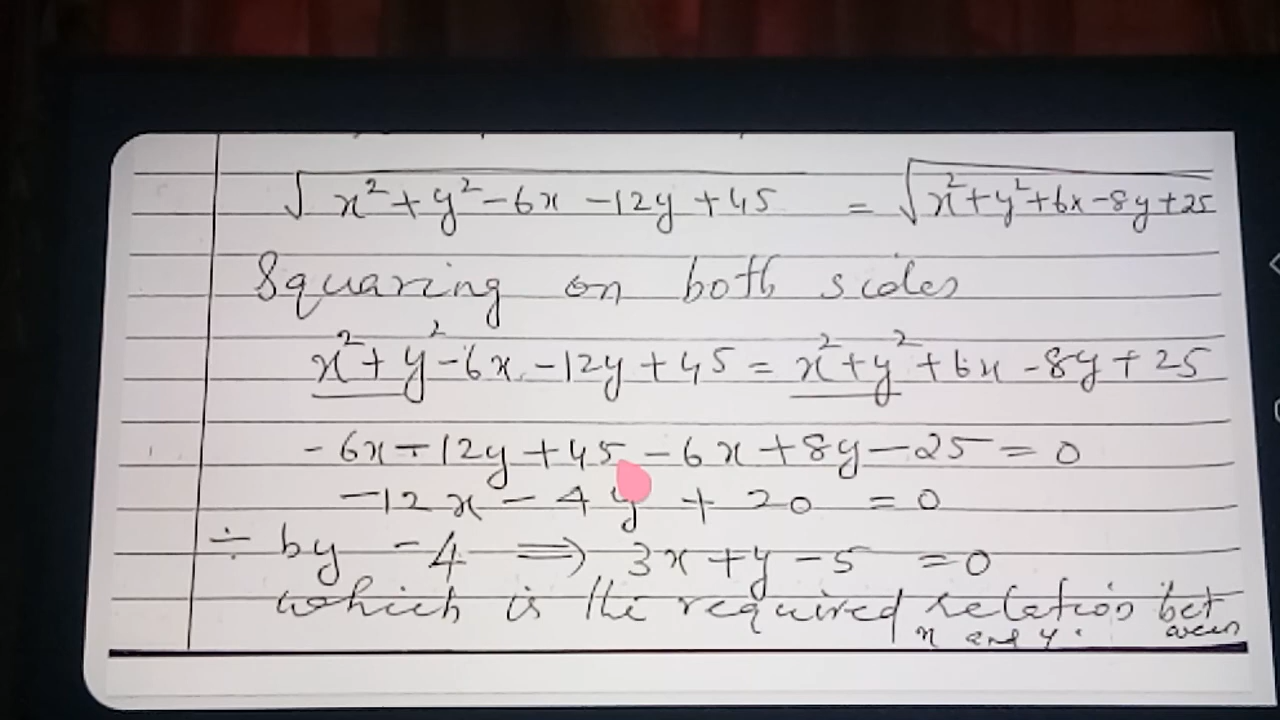 √x²+y²-6x-12y+45 = √x²+y²+6x-8y+25
Squaring on both sides
x²+y²-6x-12y+45 = x²+y²+6x-8y+25
-6x-12y+45-6x+8y-25=0
-12x-4y+20=0
÷ by -4 ⇒ 3x+y-5=0
which is the required relation between
x and y.